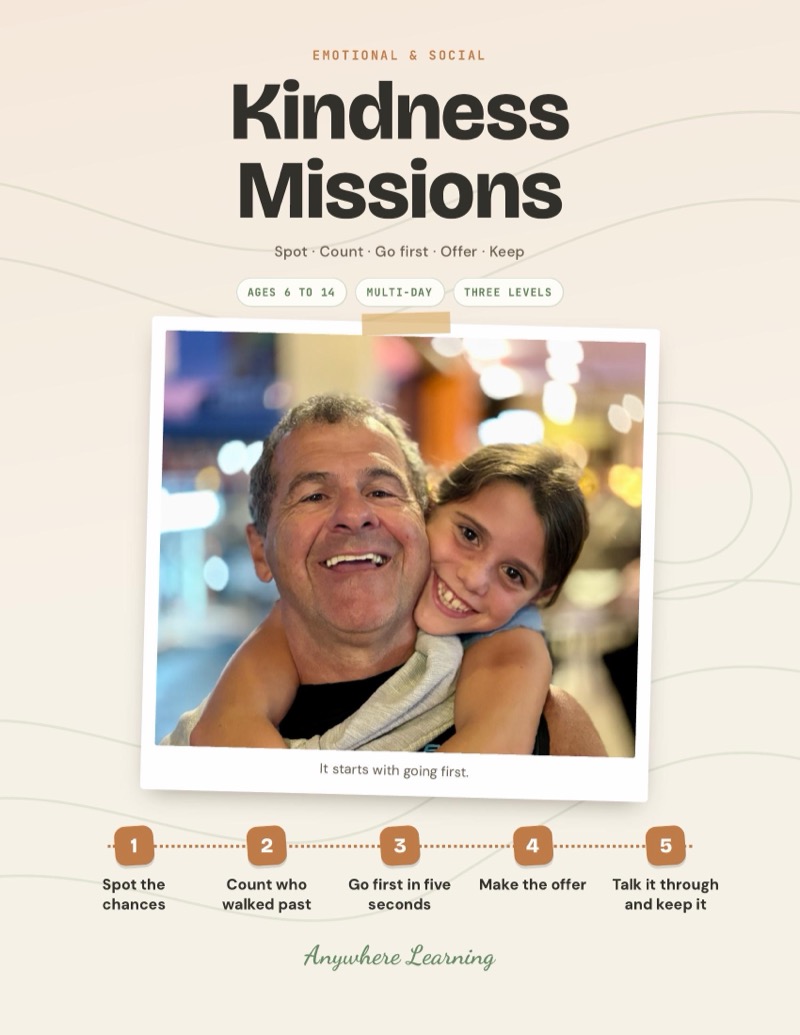 EMOTIONAL & SOCIAL
Kindness
Missions
Spot · Count · Go first · Offer · Keep
AGES 6 TO 14
MULTI-DAY
THREE LEVELS
It starts with going first.
1
2
3
4
5
Spot the
chances
Count who
walked past
Go first in five
seconds
Make the offer
Talk it through
and keep it
Anywhere Learning